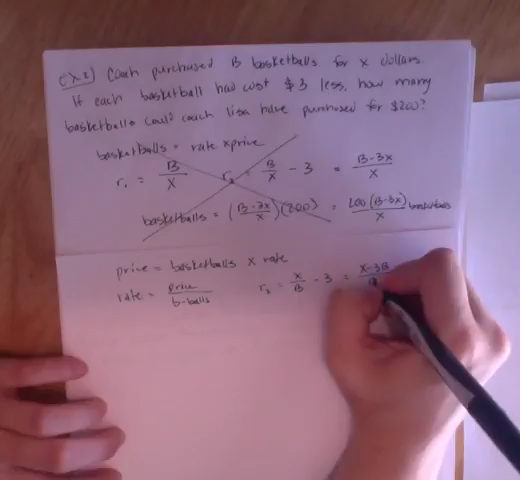 ex 2) Coach purchased B basketballs for x dollars.
If each basketball had cost $3 less, how many
basketballs could coach lisa have purchased for $200?
basketballs = rate x price
r₁ = B/x r₂ = B/x - 3 = B-3x/x
basketballs = (B-3x/x)(200) = 200(B-3x)/x basketballs
price = basketballs x rate
rate = price/b-balls r₂ = x/B - 3 = x-3B/B